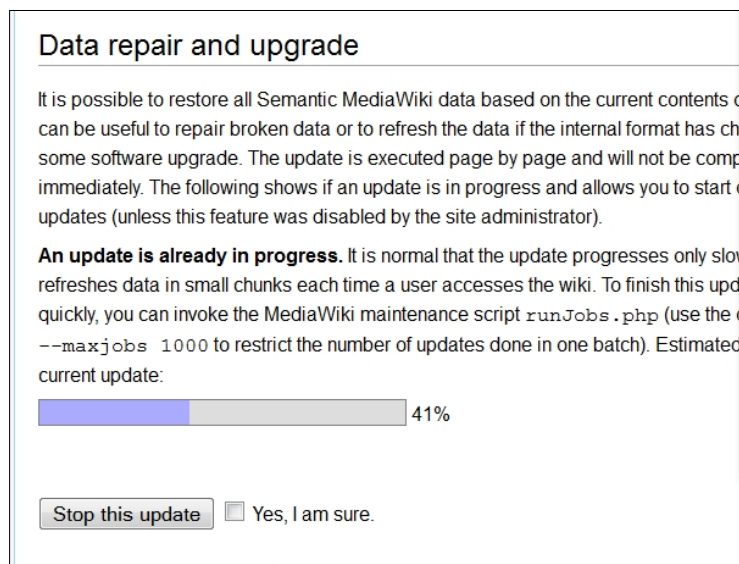 Data repair and upgrade
It is possible to restore all Semantic MediaWiki data based on the current contents
can be useful to repair broken data or to refresh the data if the internal format has
some software upgrade. The update is executed page by page and will not be
immediately. The following shows if an update is in progress and allows you to start
updates (unless this feature was disabled by the site administrator).
An update is already in progress. It is normal that the update progresses only
refreshes data in small chunks each time a user accesses the wiki. To finish this
quickly, you can invoke the MediaWiki maintenance script runJobs.php (use the
--maxjobs 1000 to restrict the number of updates done in one batch). Estimated
current update:
41%
Stop this update Yes, I am sure.